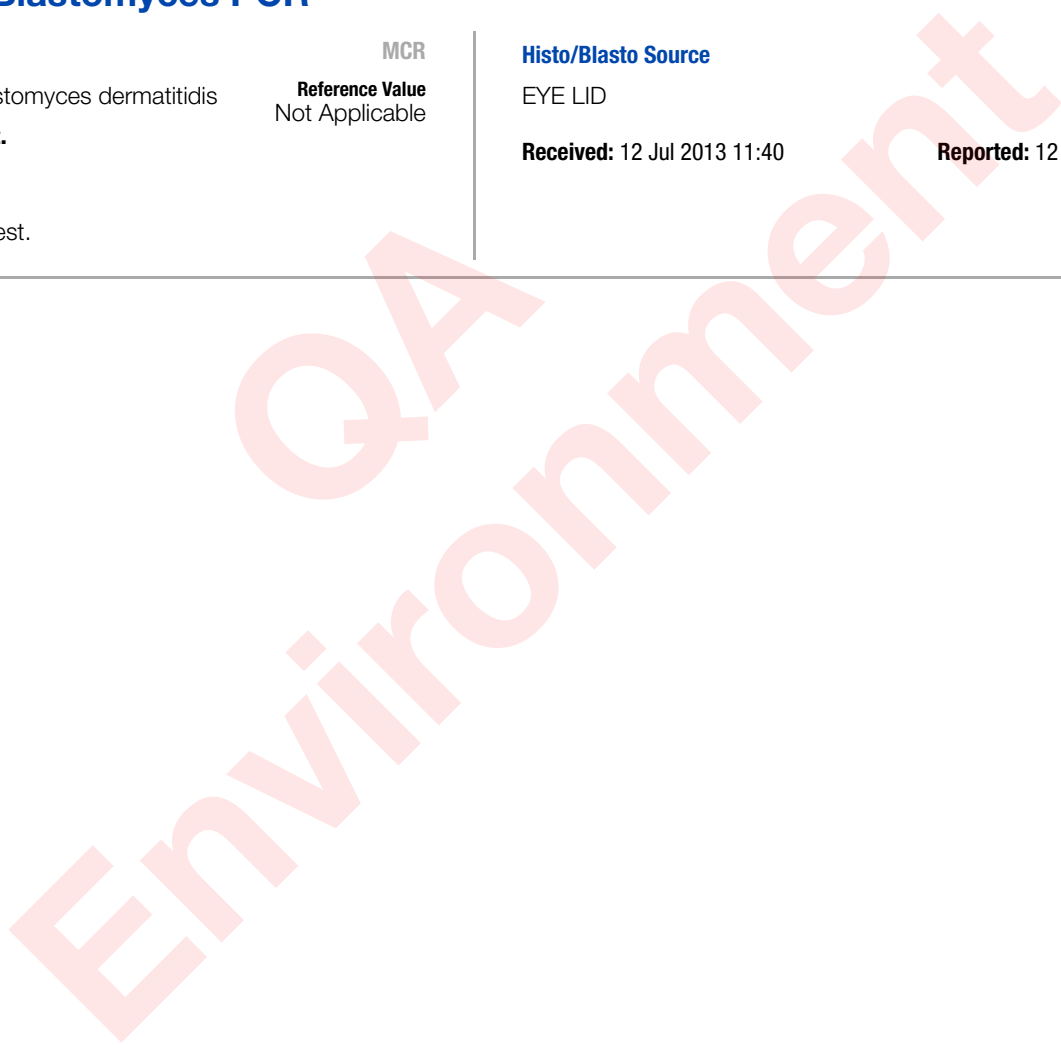 Blastomyces PCR
MCR
Reference Value
Not Applicable
stomyces dermatitidis
est.
Histo/Blasto Source
EYE LID
Received: 12 Jul 2013 11:40
Reported: 12
QA
Environment